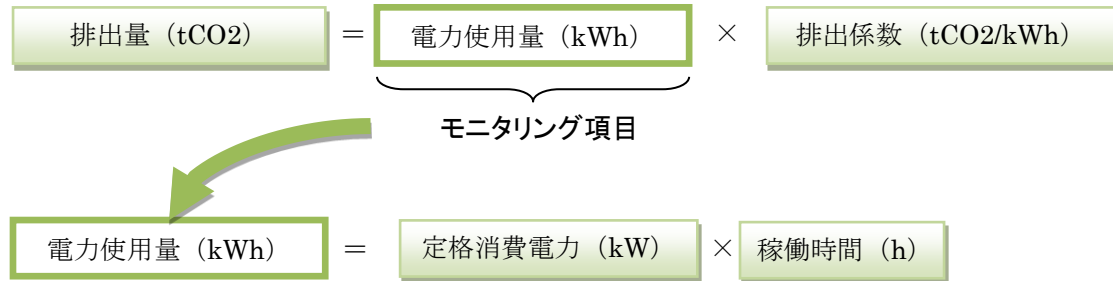 排出量（tCO2） ＝ 電力使用量（kWh） × 排出係数（tCO2/kWh）
モニタリング項目
電力使用量（kWh） ＝ 定格消費電力（kW） × 稼働時間（h）